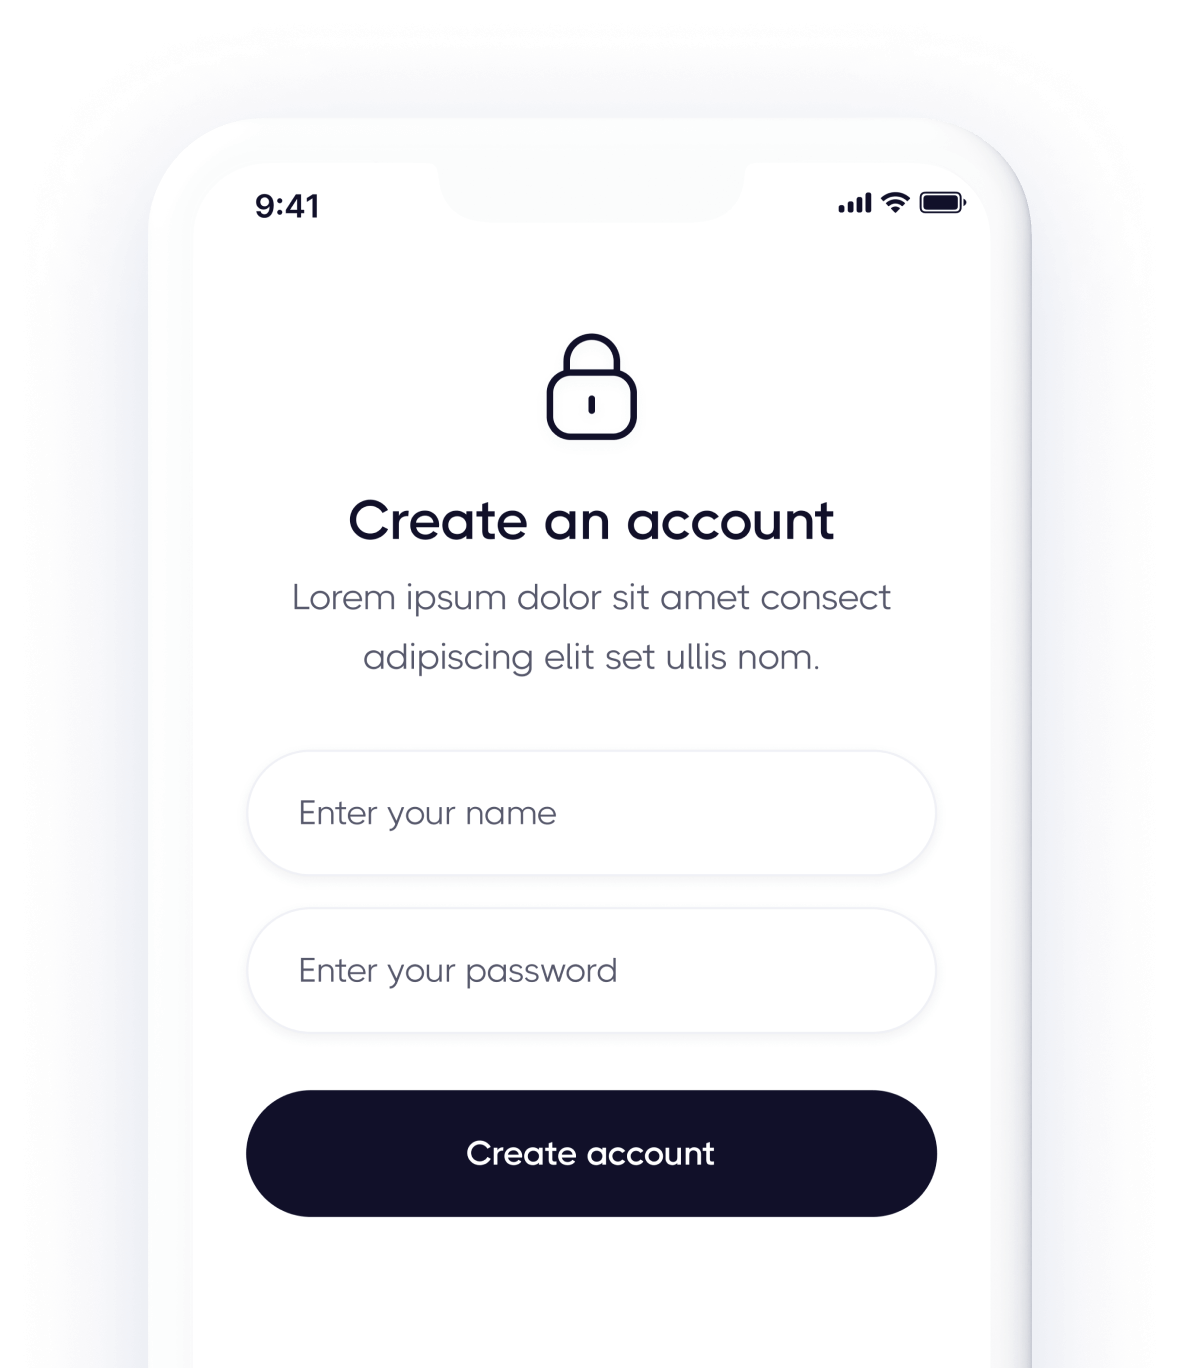 9:41
Create an account
Lorem ipsum dolor sit amet consect
adipiscing elit set ullis nom.
Enter your name
Enter your password
Create account